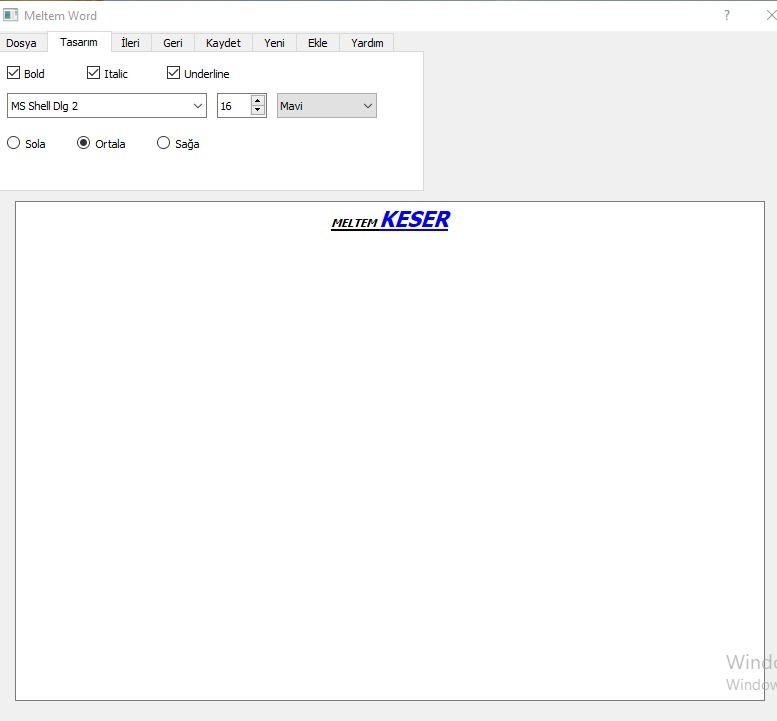 Meltem Word ?
Dosya Tasarım İleri Geri Kaydet Yeni Ekle Yardım
Bold Italic Underline
MS Shell Dlg 2 16 Mavi
Sola Ortala Sağa
MELTEM KESER
Windo
Window